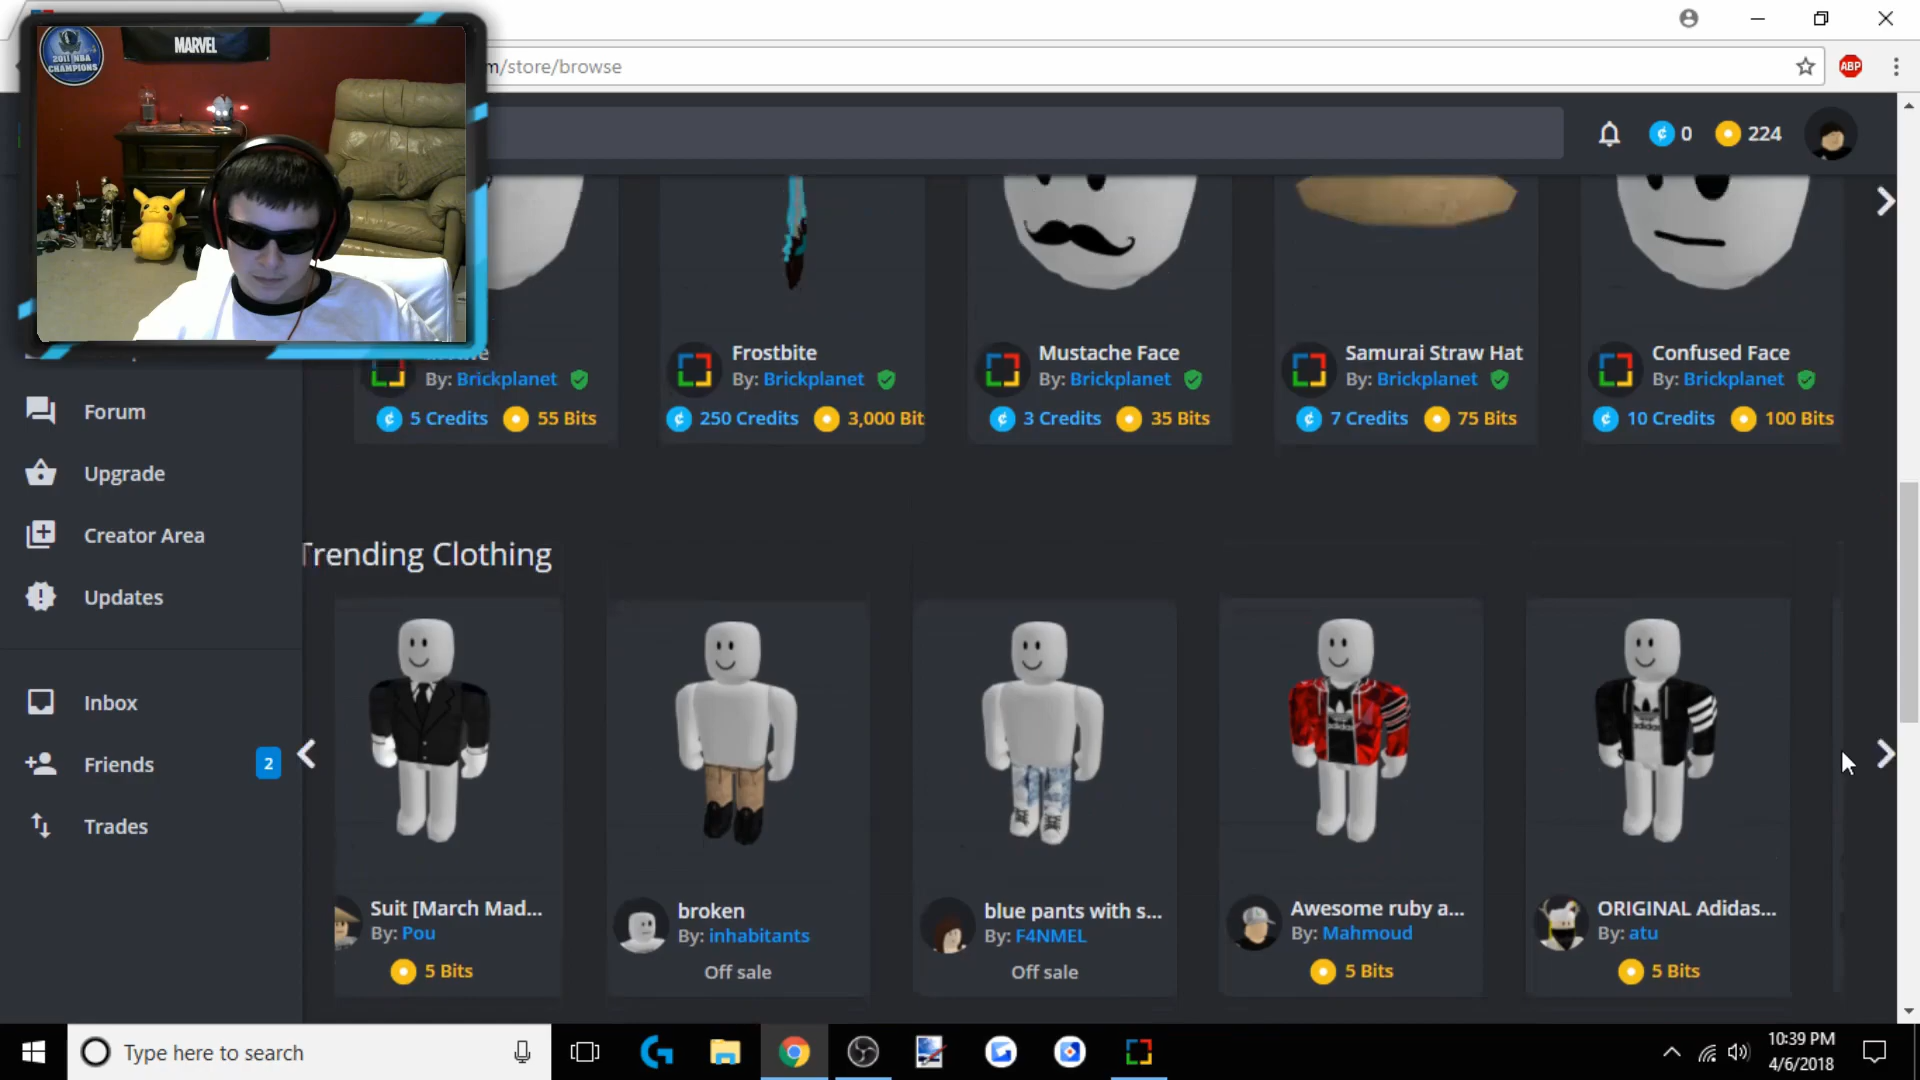 MARVEL
2011 NBA
CHAMPIONS
m/store/browse
ABP
0
224
By: Brickplanet
5 Credits
55 Bits
Frostbite
By: Brickplanet
250 Credits
3,000 Bit
Mustache Face
By: Brickplanet
3 Credits
35 Bits
Samurai Straw Hat
By: Brickplanet
7 Credits
75 Bits
Confused Face
By: Brickplanet
10 Credits
100 Bits
Forum
Upgrade
Creator Area
Updates
Inbox
Friends
2
Trades
Trending Clothing
adidas
adidas
Suit [March Mad...
By: Pou
5 Bits
broken
By: inhabitants
Off sale
blue pants with s...
By: F4NMEL
Off sale
Awesome ruby a...
By: Mahmoud
5 Bits
ORIGINAL Adidas...
By: atu
5 Bits
Type here to search
10:39 PM
4/6/2018